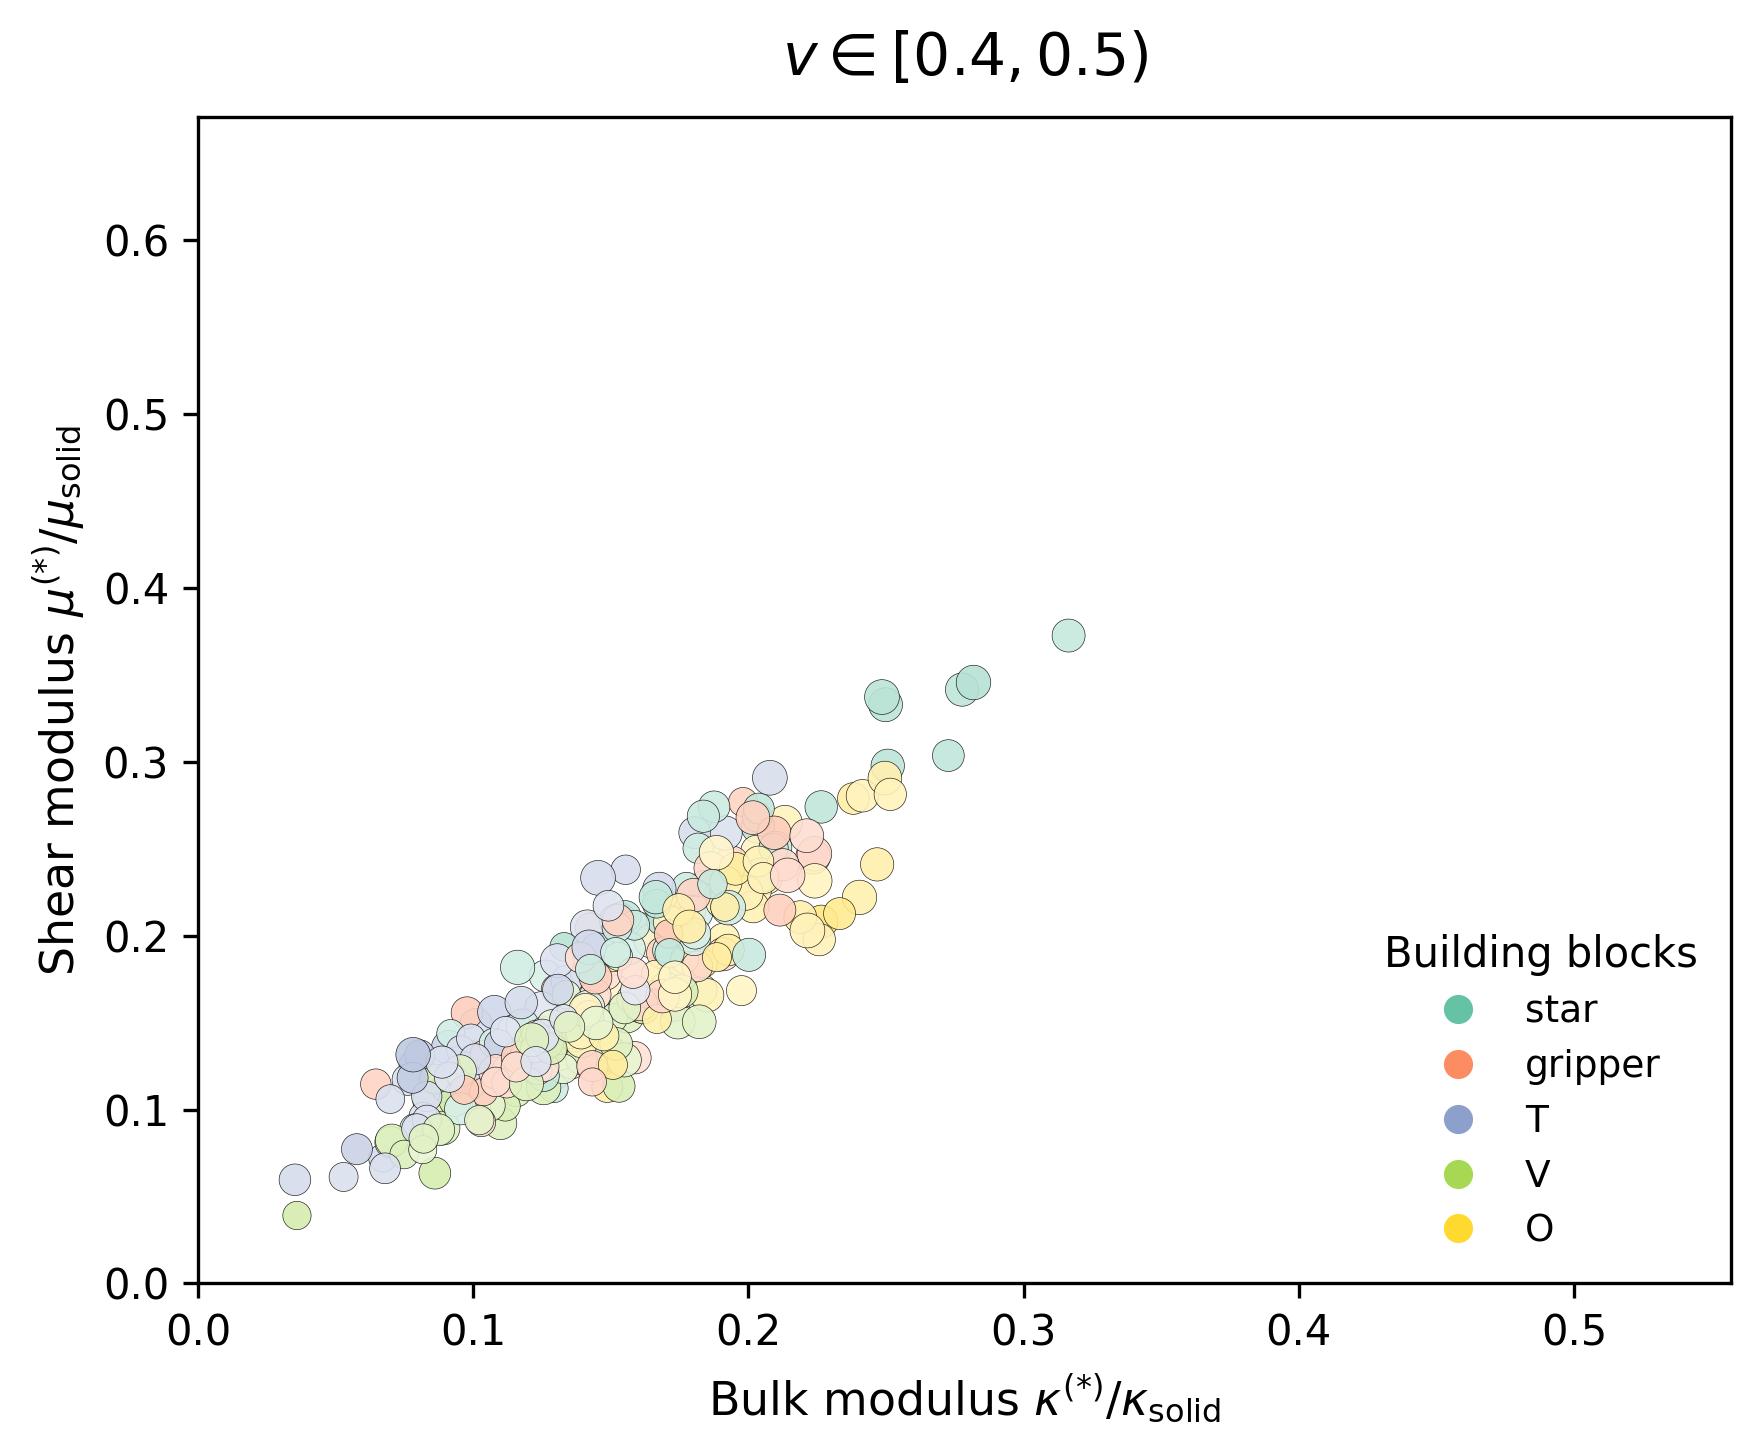 v ∈ [0.4, 0.5)
Shear modulus μ^(*)/μ_solid
0.6
0.5
0.4
0.3
0.2
0.1
0.0
Building blocks
star
gripper
T
V
O
0.0 0.1 0.2 0.3 0.4 0.5
Bulk modulus κ^(*)/κ_solid